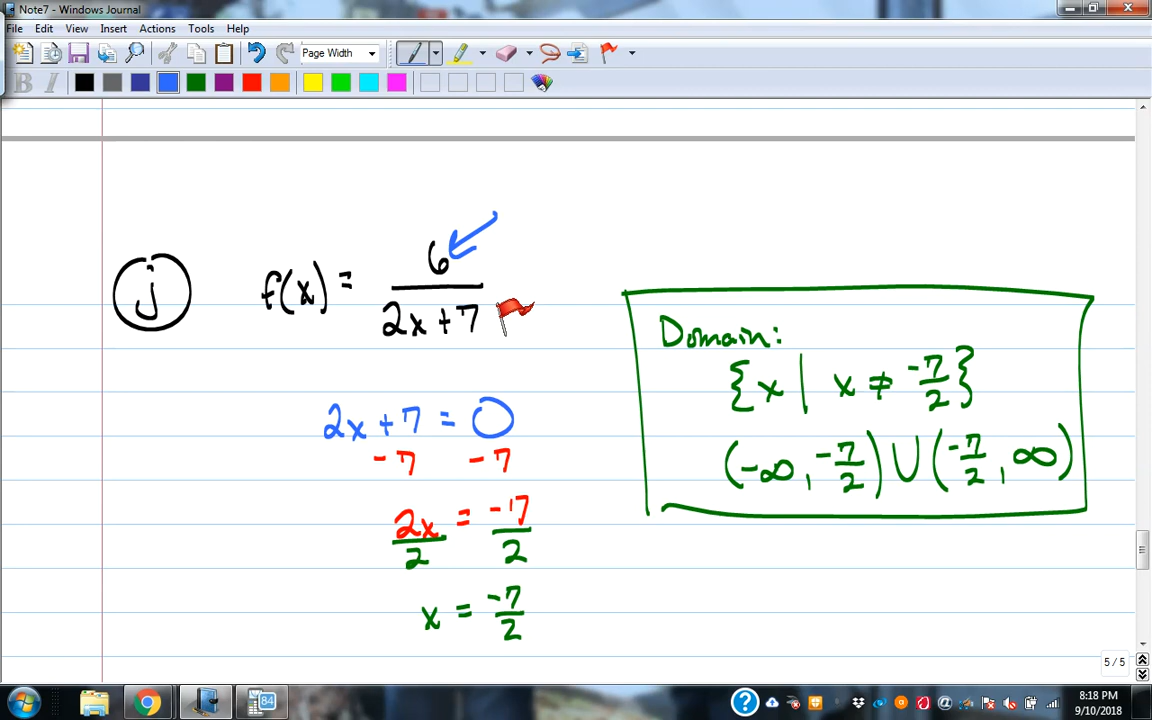 Note7 - Windows Journal
File Edit View Insert Actions Tools Help
Page Width
B I
j f(x) = 6/(2x+7)
2x+7 = 0
-7 -7
2x/2 = -7/2
x = -7/2
Domain:
{x | x ≠ -7/2}
(-∞, -7/2) ∪ (-7/2, ∞)
5 / 5
84
8:18 PM
9/10/2018